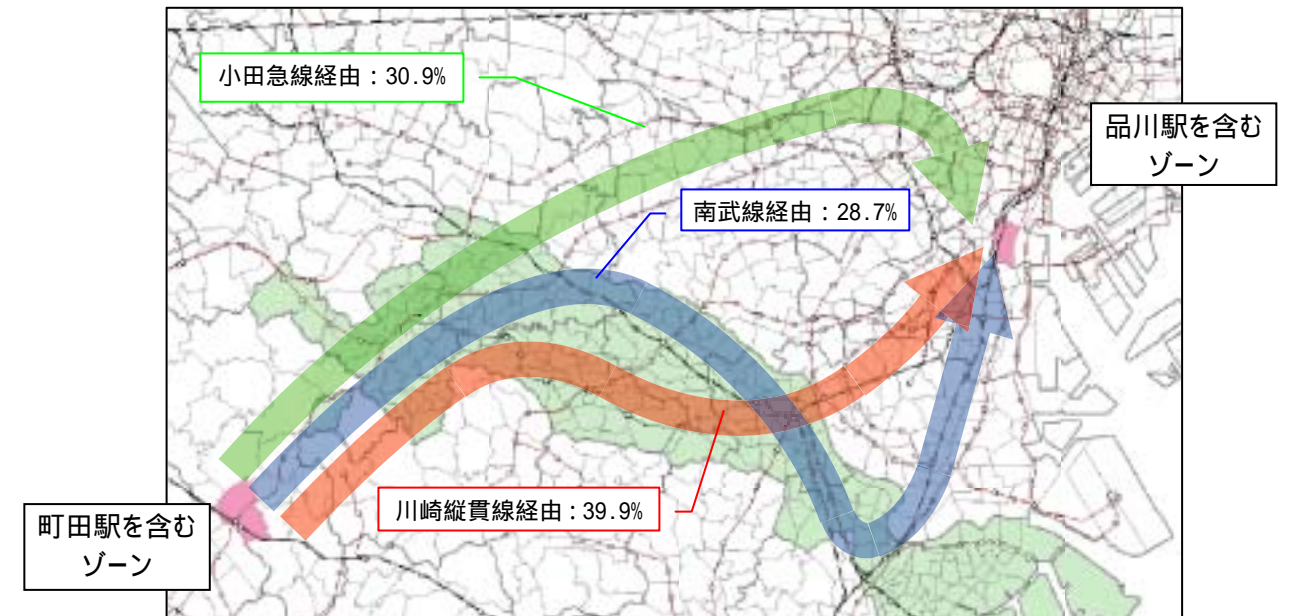 小田急線経由：30.9%
品川駅を含む
ゾーン
南武線経由：28.7%
川崎縦貫線経由：39.9%
町田駅を含む
ゾーン